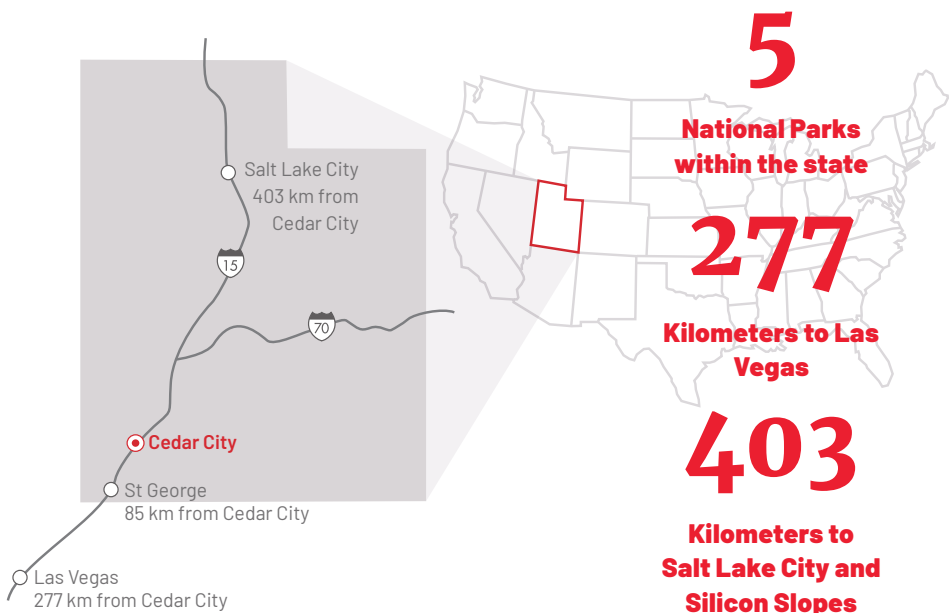 Salt Lake City
403 km from
Cedar City
15
70
Cedar City
St George
85 km from Cedar City
Las Vegas
277 km from Cedar City
5
National Parks
within the state
277
Kilometers to Las
Vegas
403
Kilometers to
Salt Lake City and
Silicon Slopes